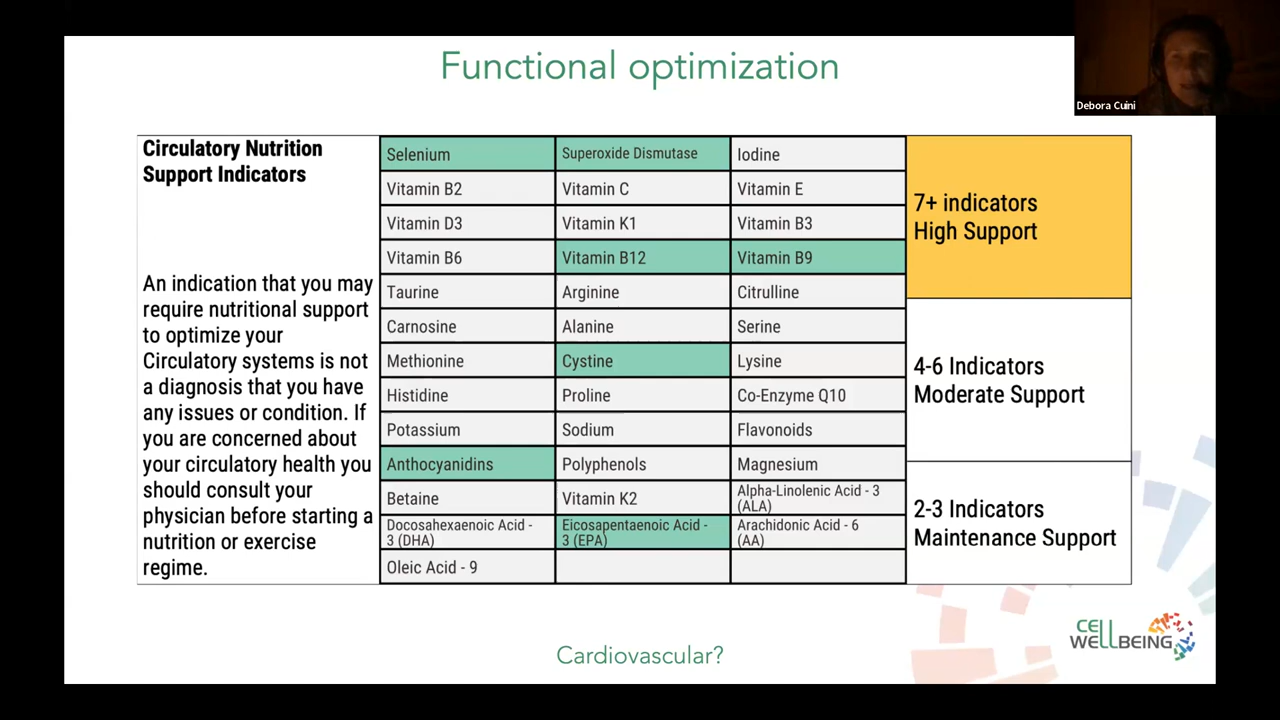 Functional optimization
Debora Cuíni
Circulatory Nutrition
Support Indicators
An indication that you may
require nutritional support
to optimize your
Circulatory systems is not
a diagnosis that you have
any issues or condition. If
you are concerned about
your circulatory health you
should consult your
physician before starting a
nutrition or exercise
regime.
Selenium
Superoxide Dismutase
Iodine
Vitamin B2
Vitamin C
Vitamin E
Vitamin D3
Vitamin K1
Vitamin B3
Vitamin B6
Vitamin B12
Vitamin B9
Taurine
Arginine
Citrulline
Carnosine
Alanine
Serine
Methionine
Cystine
Lysine
Histidine
Proline
Co-Enzyme Q10
Potassium
Sodium
Flavonoids
Anthocyanidins
Polyphenols
Magnesium
Betaine
Vitamin K2
Alpha-Linolenic Acid - 3
(ALA)
Docosahexaenoic Acid -
3 (DHA)
Eicosapentaenoic Acid -
3 (EPA)
Arachidonic Acid - 6
(AA)
Oleic Acid - 9
7+ indicators
High Support
4-6 Indicators
Moderate Support
2-3 Indicators
Maintenance Support
Cardiovascular?
CELL
WELLBEING